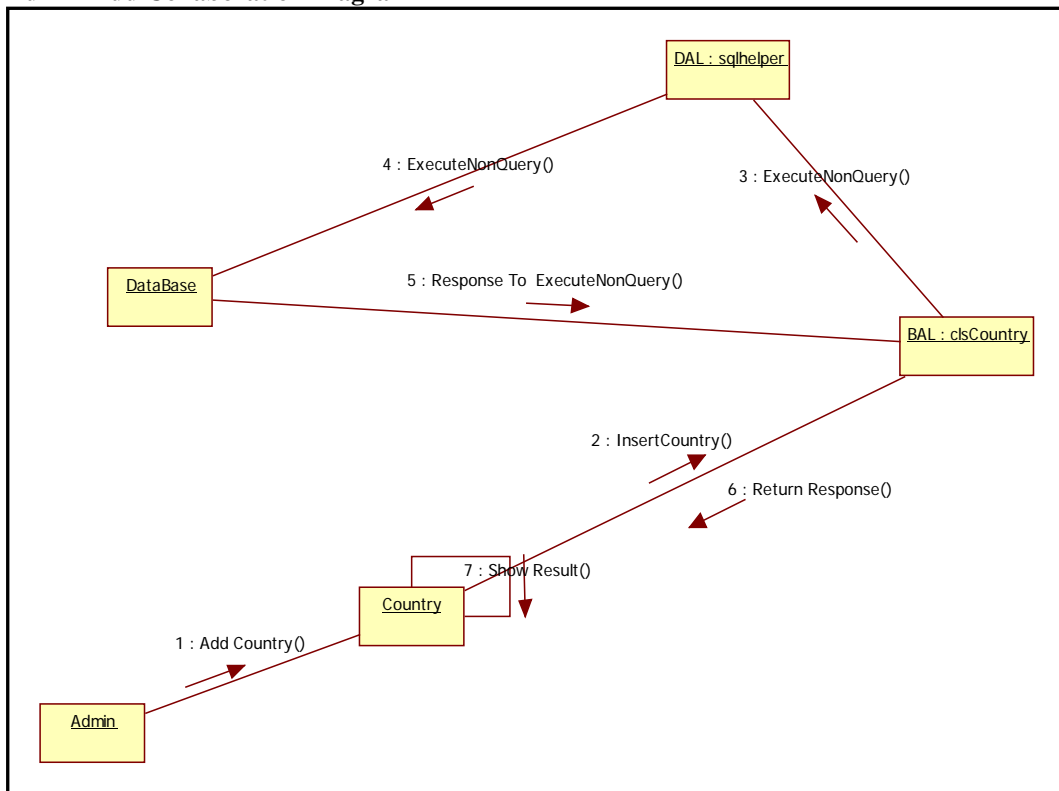 DAL : sqlhelper
4 : ExecuteNonQuery()
3 : ExecuteNonQuery()
DataBase
5 : Response To ExecuteNonQuery()
BAL : clsCountry
2 : InsertCountry()
6 : Return Response()
7 : Show Result()
Country
1 : Add Country()
Admin